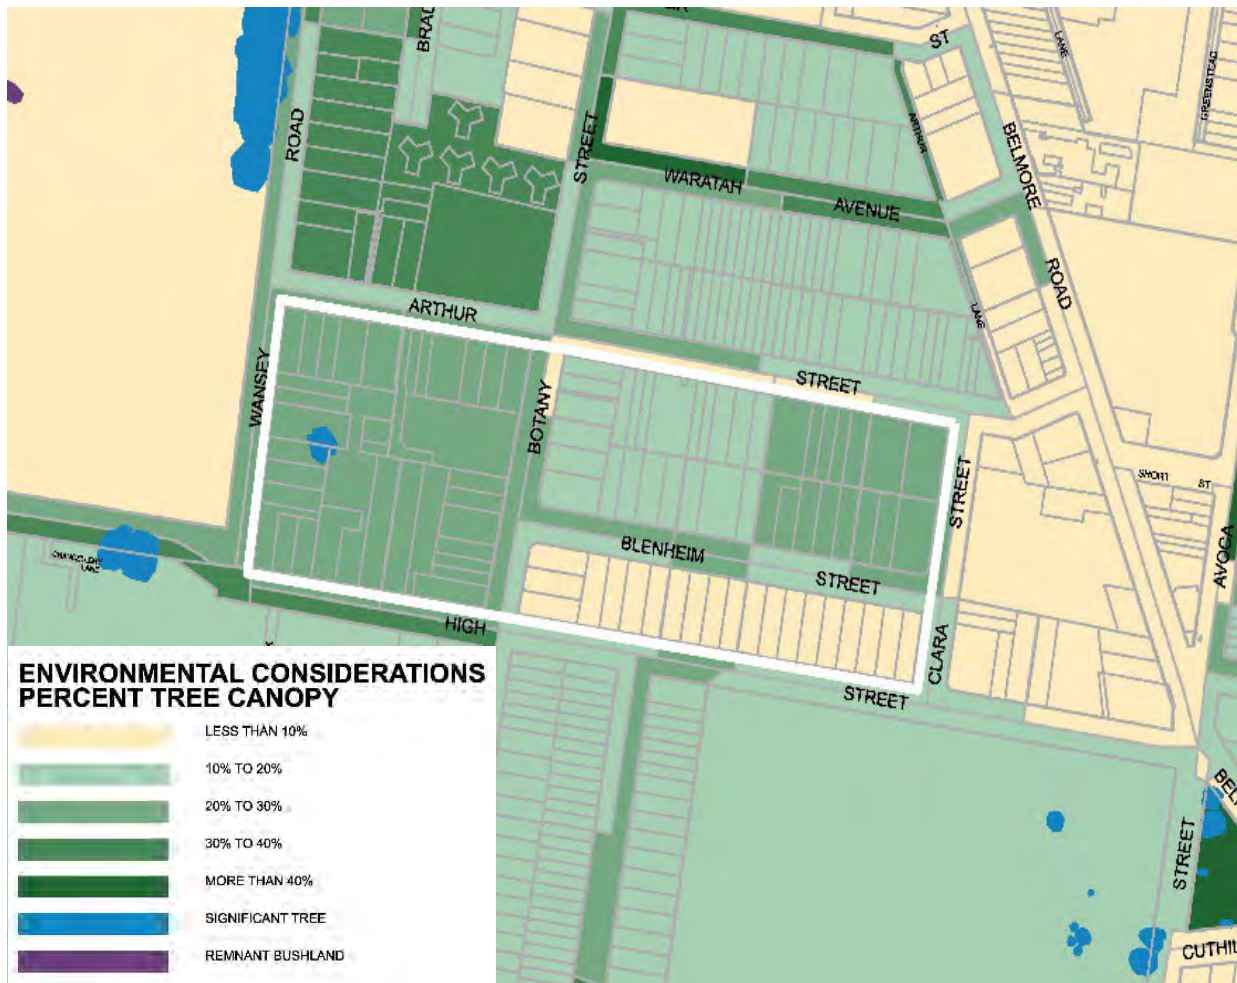 ST
LANE
GREENSTEAD
ROAD
STREET
ARTHUR
BELMORE
WARATAH
AVENUE
ROAD
LANE
ARTHUR
WANSEY
STREET
BOTANY
SHORT ST
STREET
BLENHEIM
STREET
AVOCA
HIGH
CLARA
STREET
ENVIRONMENTAL CONSIDERATIONS
PERCENT TREE CANOPY
LESS THAN 10%
10% TO 20%
20% TO 30%
30% TO 40%
MORE THAN 40%
SIGNIFICANT TREE
REMNANT BUSHLAND
STREET